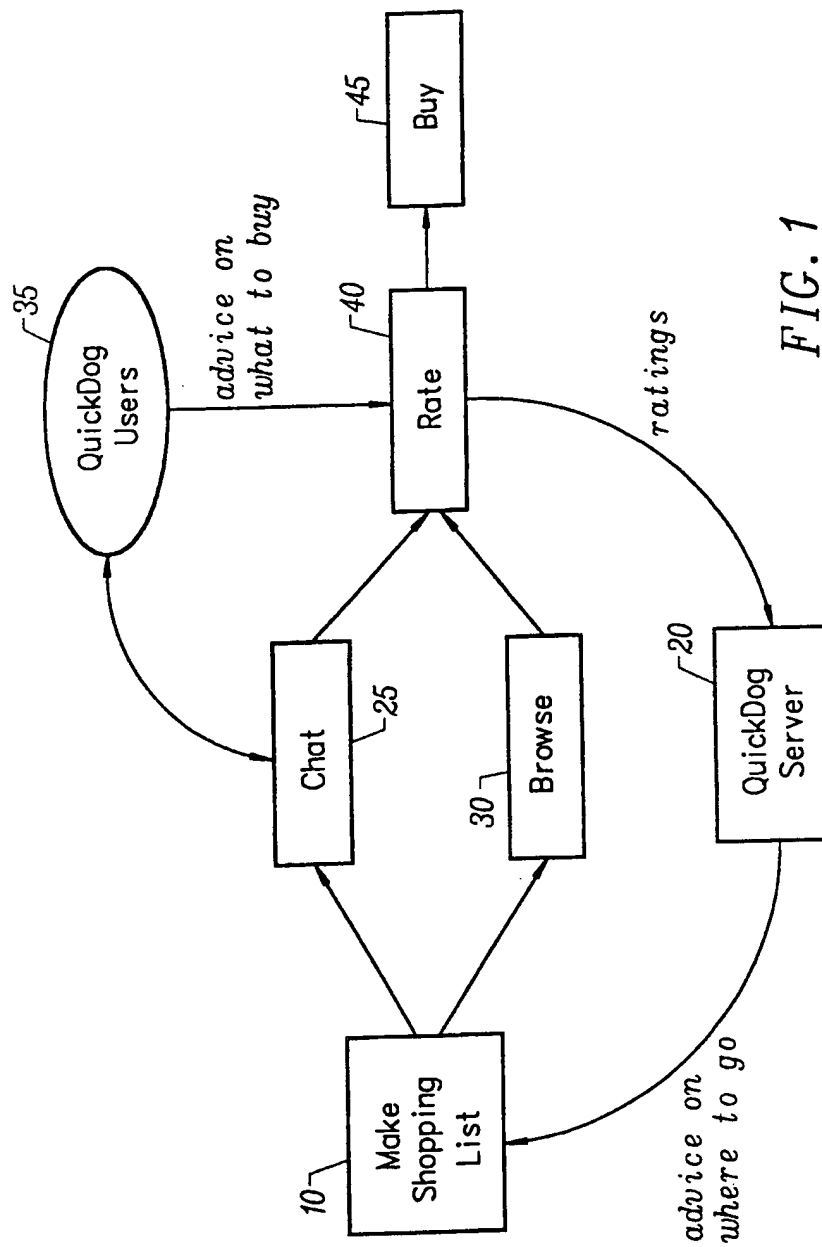 35
QuickDog
Users
advice on
what to buy
10
Make
Shopping
List
Chat
25
40
Rate
45
Buy
30
Browse
ratings
20
QuickDog
Server
advice on
where to go
FIG. 1